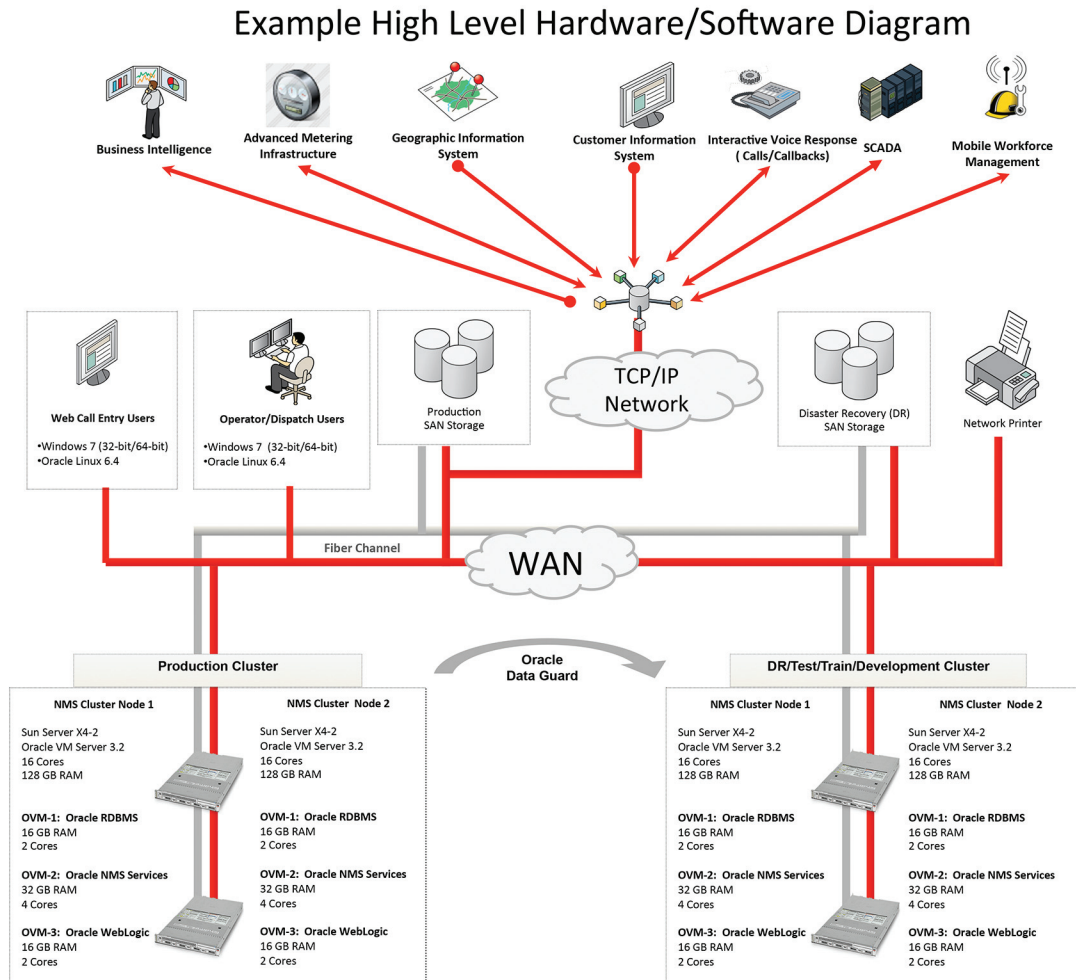 Example High Level Hardware/Software Diagram
Business Intelligence
Advanced Metering
Infrastructure
Geographic Information
System
Customer Information
System
Interactive Voice Response
( Calls/Callbacks)
SCADA
Mobile Workforce
Management
Web Call Entry Users
•Windows 7 (32-bit/64-bit)
•Oracle Linux 6.4
Operator/Dispatch Users
•Windows 7  (32-bit/64-bit)
•Oracle Linux 6.4
Production
SAN Storage
TCP/IP
Network
Disaster Recovery (DR)
SAN Storage
Network Printer
Fiber Channel
WAN
Production Cluster
Oracle
Data Guard
DR/Test/Train/Development Cluster
NMS Cluster Node 1
Sun Server X4-2
Oracle VM Server 3.2
16 Cores
128 GB RAM
OVM-1:  Oracle RDBMS
16 GB RAM
2 Cores
OVM-2: Oracle NMS Services
32 GB RAM
4 Cores
OVM-3: Oracle WebLogic
16 GB RAM
2 Cores
NMS Cluster  Node 2
Sun Server X4-2
Oracle VM Server 3.2
16 Cores
128 GB RAM
OVM-1:  Oracle RDBMS
16 GB RAM
2 Cores
OVM-2: Oracle NMS Services
32 GB RAM
4 Cores
OVM-3: Oracle WebLogic
16 GB RAM
2 Cores
NMS Cluster Node 1
Sun Server X4-2
Oracle VM Server 3.2
16 Cores
128 GB RAM
OVM-1:  Oracle RDBMS
16 GB RAM
2 Cores
OVM-2: Oracle NMS Services
32 GB RAM
4 Cores
OVM-3: Oracle WebLogic
16 GB RAM
2 Cores
NMS Cluster  Node 2
Sun Server X4-2
Oracle VM Server 3.2
16 Cores
128 GB RAM
OVM-1:  Oracle RDBMS
16 GB RAM
2 Cores
OVM-2: Oracle NMS Services
32 GB RAM
4 Cores
OVM-3: Oracle WebLogic
16 GB RAM
2 Cores